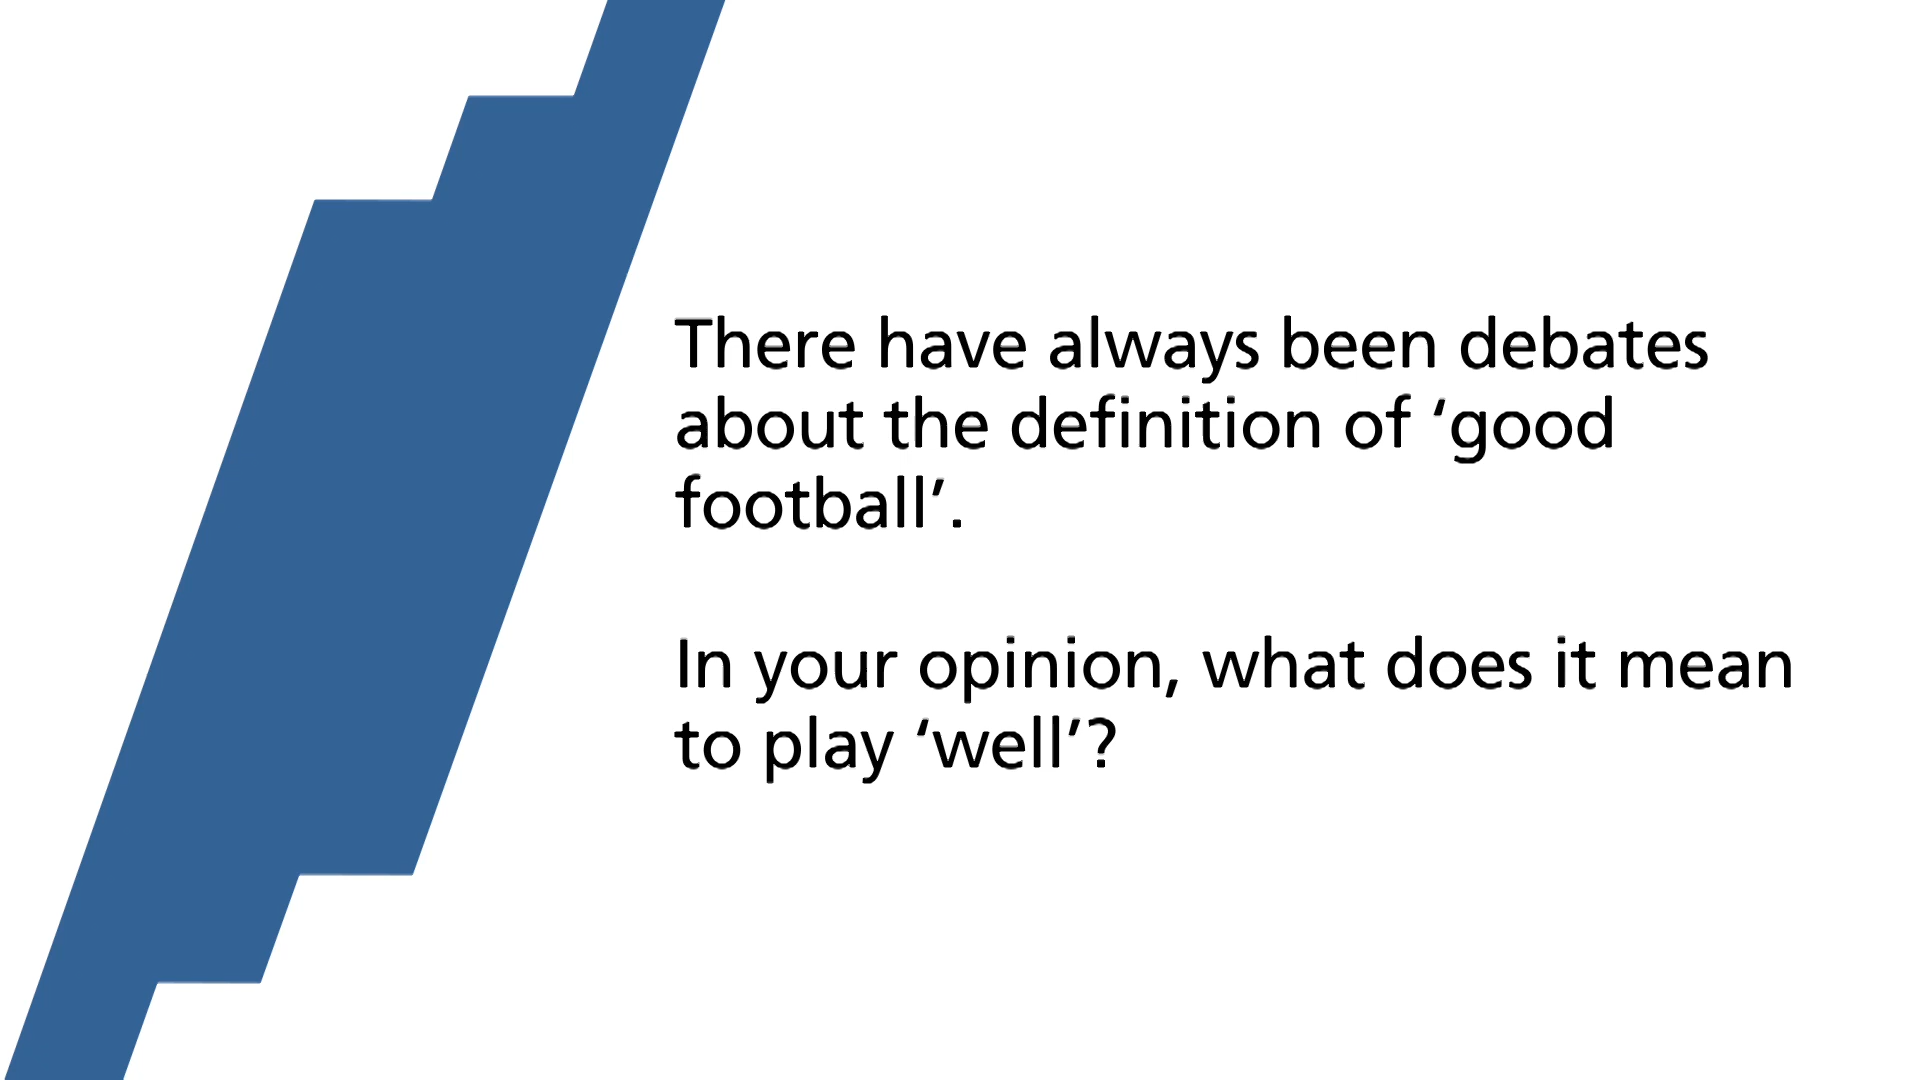 There have always been debates
about the definition of ‘good
football’.
In your opinion, what does it mean
to play ‘well’?